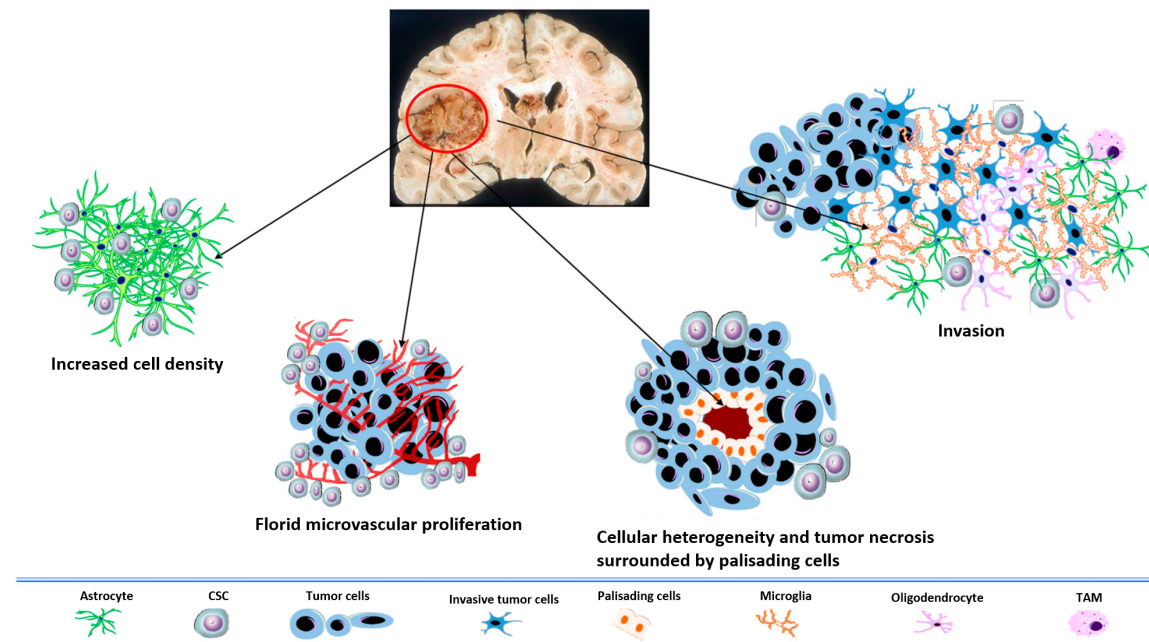 Increased cell density
Florid microvascular proliferation
Cellular heterogeneity and tumor necrosis
surrounded by palisading cells
Invasion
Astrocyte
CSC
Tumor cells
Invasive tumor cells
Palisading cells
Microglia
Oligodendrocyte
TAM